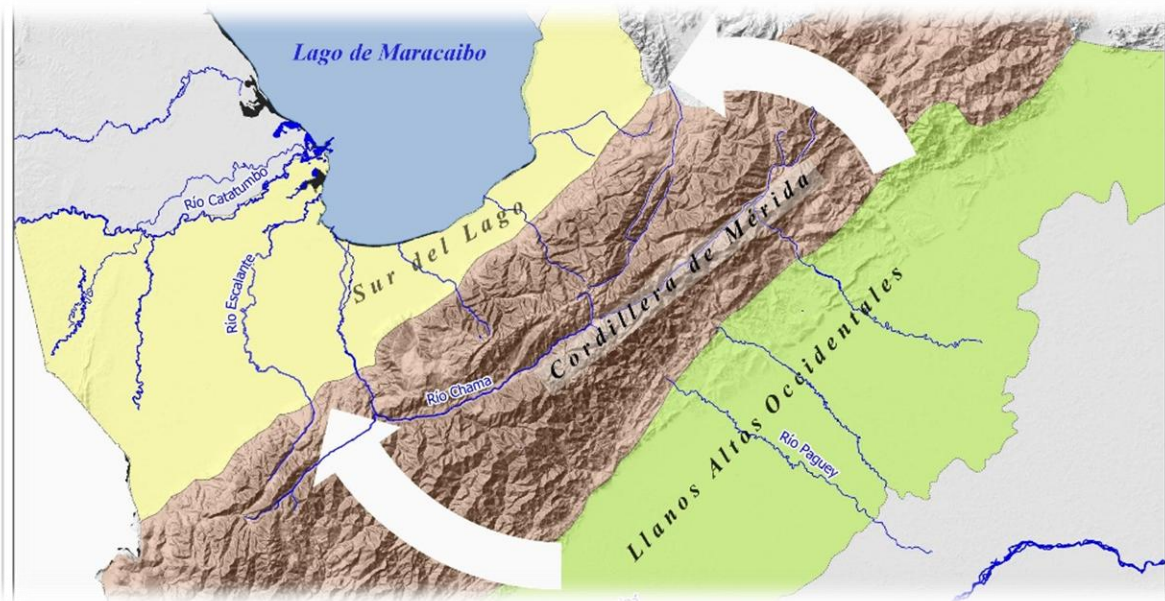 Lago de Maracaibo
Río Catatumbo
Sur del Lago
Río Escalante
Cordillera de Mérida
Río Chama
Llanos Altos Occidentales
Río Paguey